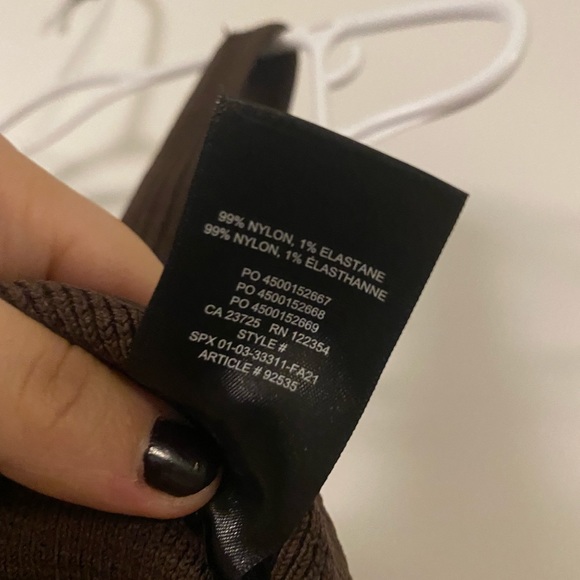 99% NYLON, 1% ELASTANE
99% NYLON, 1% ÉLASTHANNE
PO 4500152667
PO 4500152668
PO 4500152669
CA 23725 RN 122354
STYLE #
SPX 01-03-33311-FA21
ARTICLE # 92535